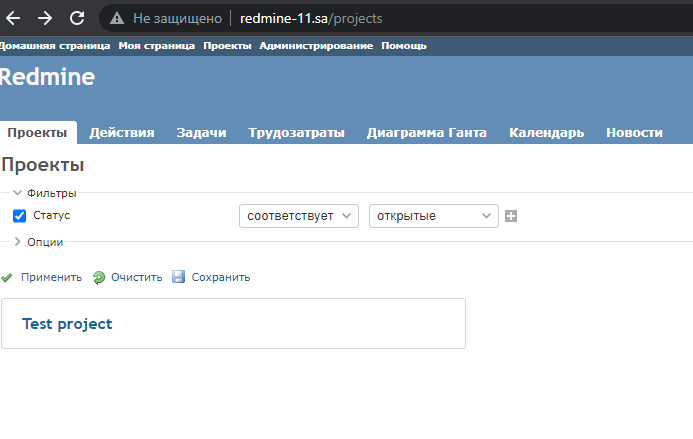 Не защищено redmine-11.sa/projects
Домашняя страница Моя страница Проекты Администрирование Помощь
Redmine
Проекты Действия Задачи Трудозатраты Диаграмма Ганта Календарь Новости
Проекты
Фильтры
Статус соответствует открытые
Опции
Применить Очистить Сохранить
Test project